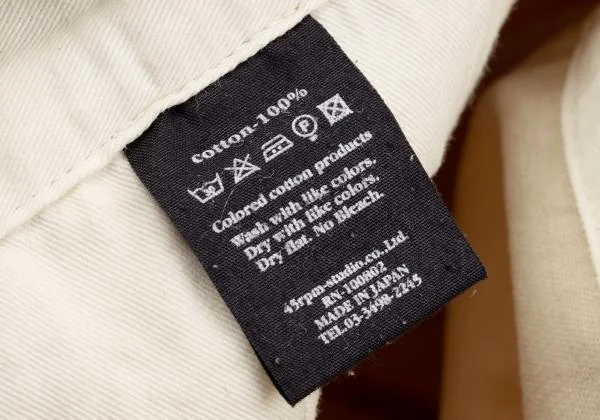 cotton-100%
30 P
Colored cotton products
Wash with like colors.
Dry with like colors.
Dry flat. No Bleach.
45rpm-studio.co.,Ltd.
RN-100802
MADE IN JAPAN
TEL.03-3498-2245